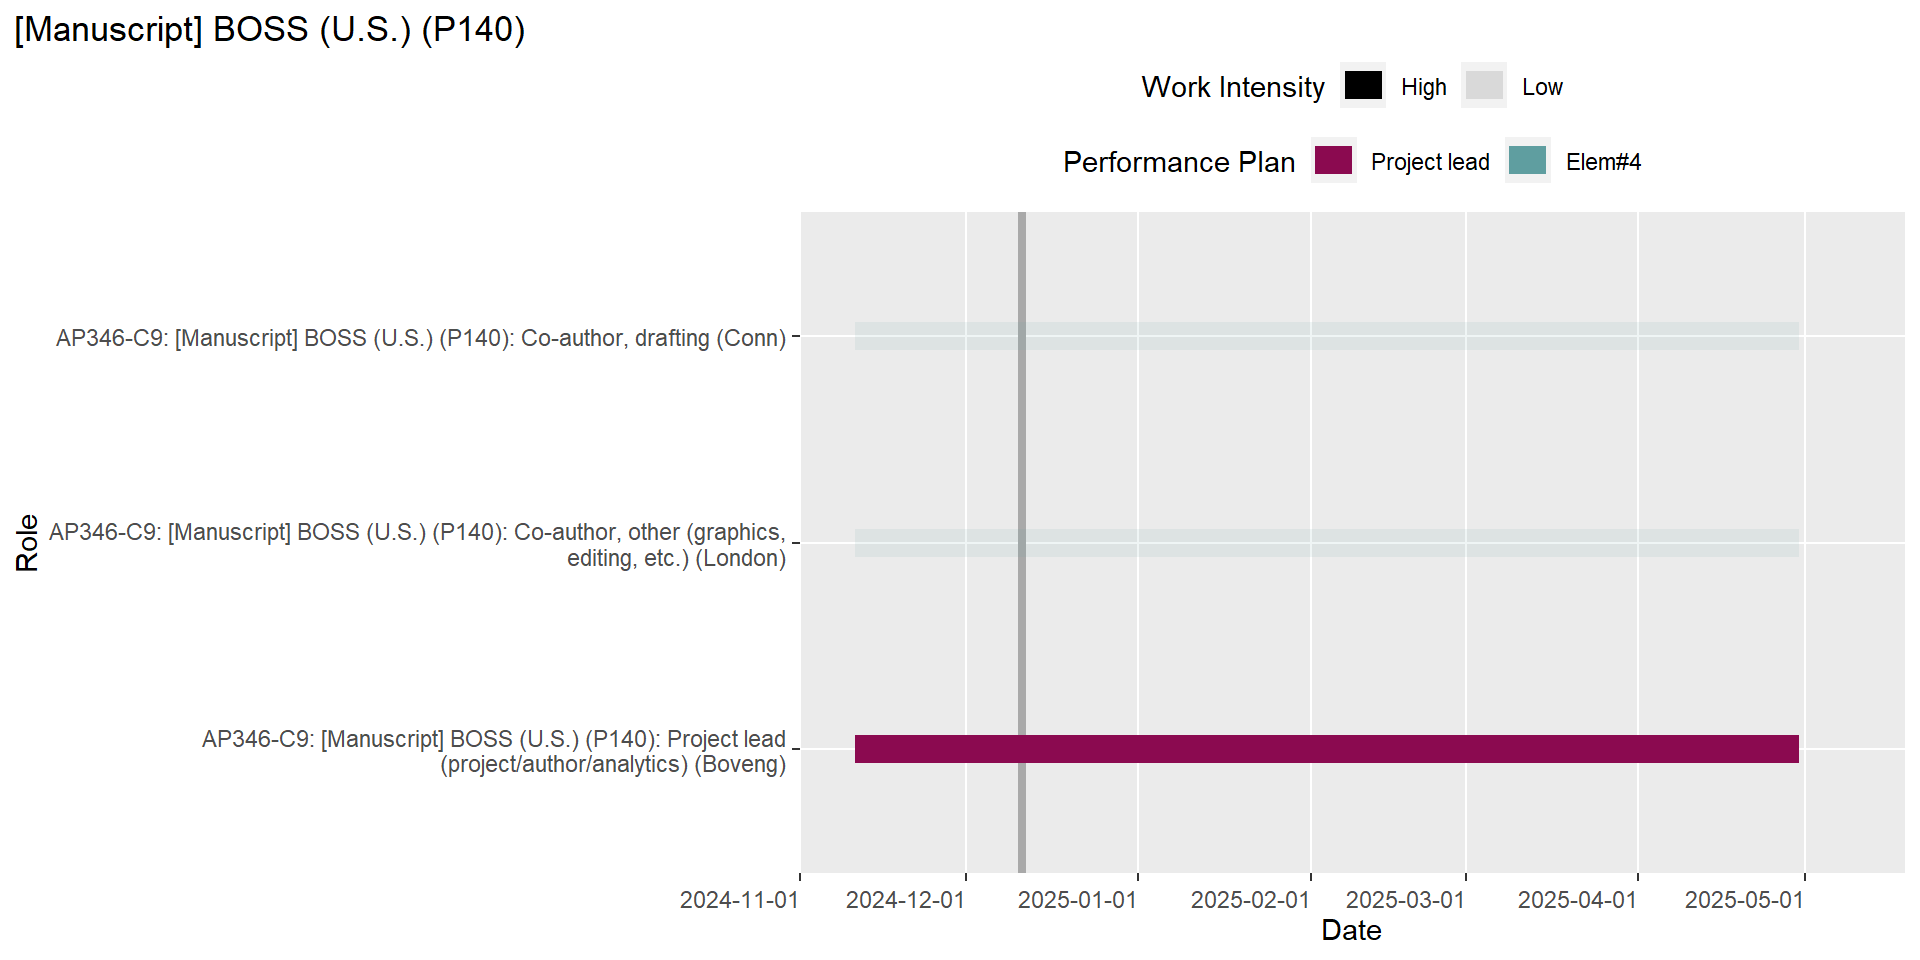 [Manuscript] BOSS (U.S.) (P140)
Work Intensity High Low
Performance Plan Project lead Elem#4
AP346-C9: [Manuscript] BOSS (U.S.) (P140): Co-author, drafting (Conn)
AP346-C9: [Manuscript] BOSS (U.S.) (P140): Co-author, other (graphics,
editing, etc.) (London)
Role
AP346-C9: [Manuscript] BOSS (U.S.) (P140): Project lead
(project/author/analytics) (Boveng)
2024-11-01 2024-12-01 2025-01-01 2025-02-01 2025-03-01 2025-04-01 2025-05-01
Date